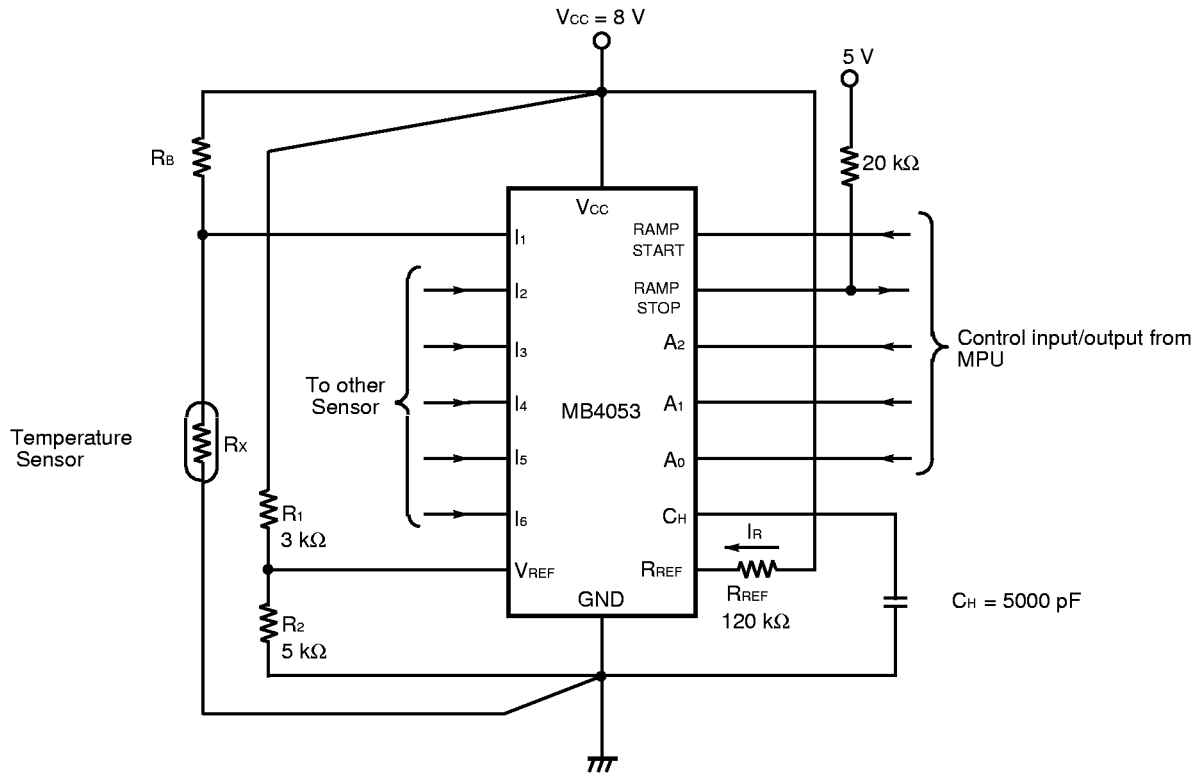 VCC = 8 V
5 V
RB
20 kΩ
VCC
I1
RAMP
START
I2
RAMP
STOP
I3
A2
Control input/output from
MPU
To other
Sensor
I4
MB4053
A1
Temperature
Sensor
RX
I5
A0
R1
3 kΩ
I6
CH
IR
VREF
RREF
RREF
120 kΩ
GND
CH = 5000 pF
R2
5 kΩ